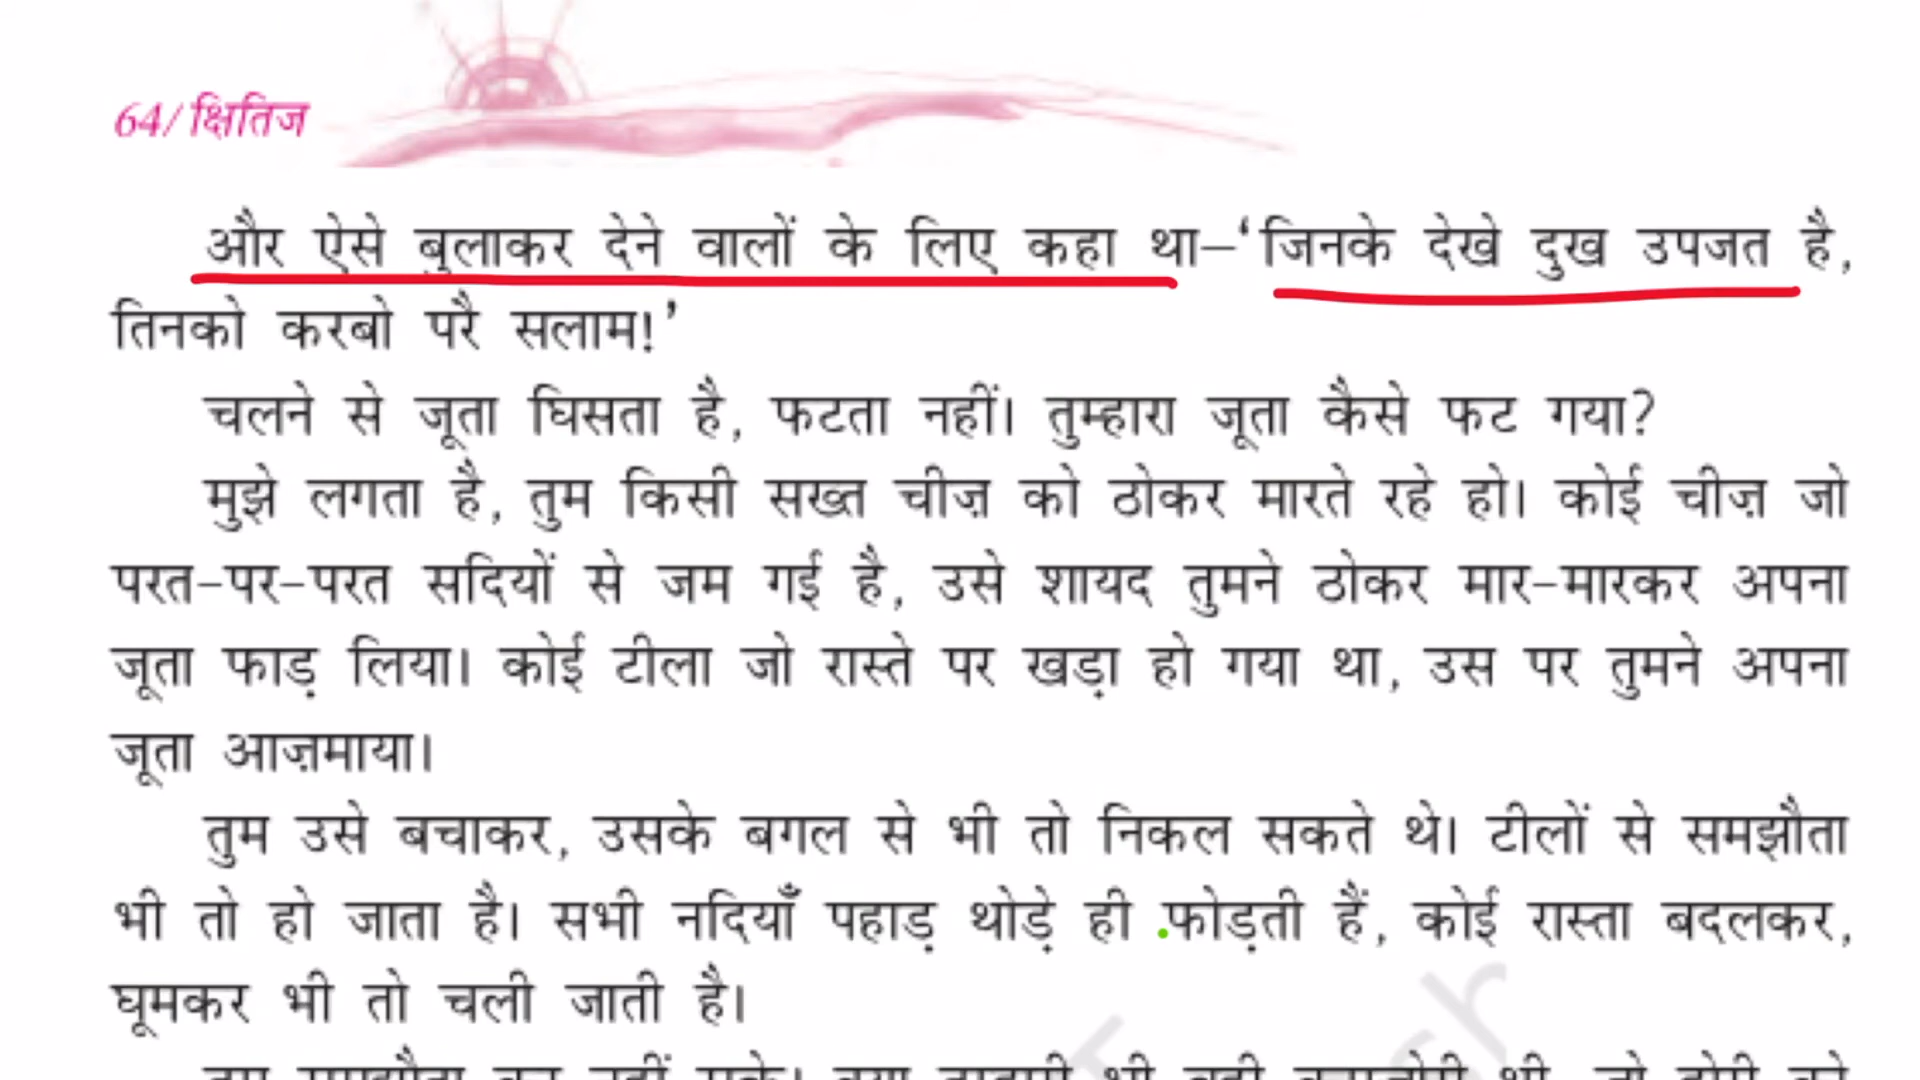 64/ क्षितिज
और ऐसे बुलाकर देने वालों के लिए कहा था–‘जिनके देखे दुख उपजत है,
तिनको करबो परै सलाम!’
चलने से जूता घिसता है, फटता नहीं। तुम्हारा जूता कैसे फट गया?
मुझे लगता है, तुम किसी सख्त चीज़ को ठोकर मारते रहे हो। कोई चीज़ जो
परत–पर–परत सदियों से जम गई है, उसे शायद तुमने ठोकर मार–मारकर अपना
जूता फाड़ लिया। कोई टीला जो रास्ते पर खड़ा हो गया था, उस पर तुमने अपना
जूता आज़माया।
तुम उसे बचाकर, उसके बगल से भी तो निकल सकते थे। टीलों से समझौता
भी तो हो जाता है। सभी नदियाँ पहाड़ थोड़े ही फोड़ती हैं, कोई रास्ता बदलकर,
घूमकर भी तो चली जाती है।